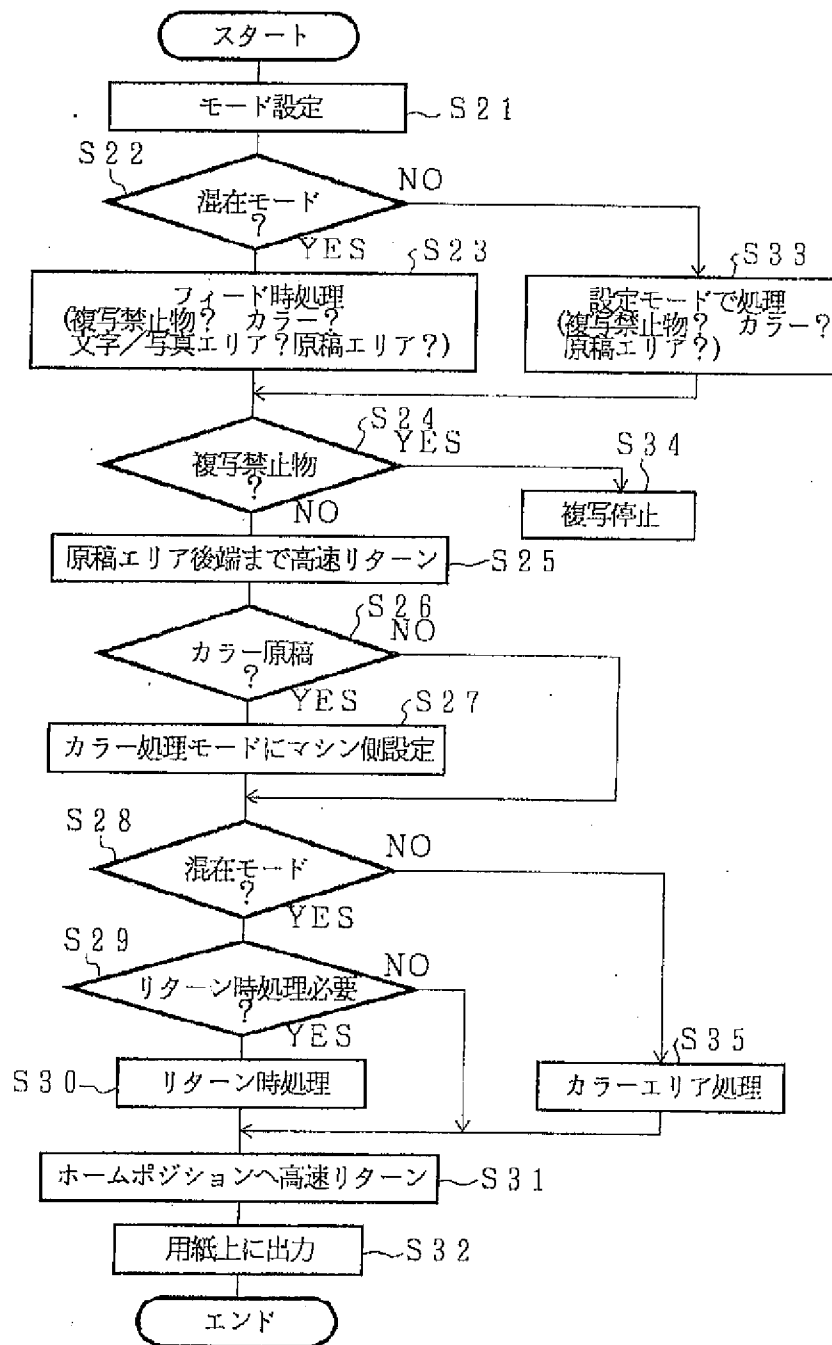 スタート
モード設定
S21
S22
混在モード
?
NO
YES
S23
フィード時処理
(複写禁止物? カラー?
文字/写真エリア?原稿エリア?)
S33
設定モードで処理
(複写禁止物? カラー?
原稿エリア?)
S24
複写禁止物
?
YES
NO
S34
複写停止
原稿エリア後端まで高速リターン
S25
S26
カラー原稿
?
NO
YES
S27
カラー処理モードにマシン側設定
S28
混在モード
?
NO
YES
S29
リターン時処理必要
?
NO
YES
S30
リターン時処理
S35
カラーエリア処理
ホームポジションへ高速リターン
S31
用紙上に出力
S32
エンド